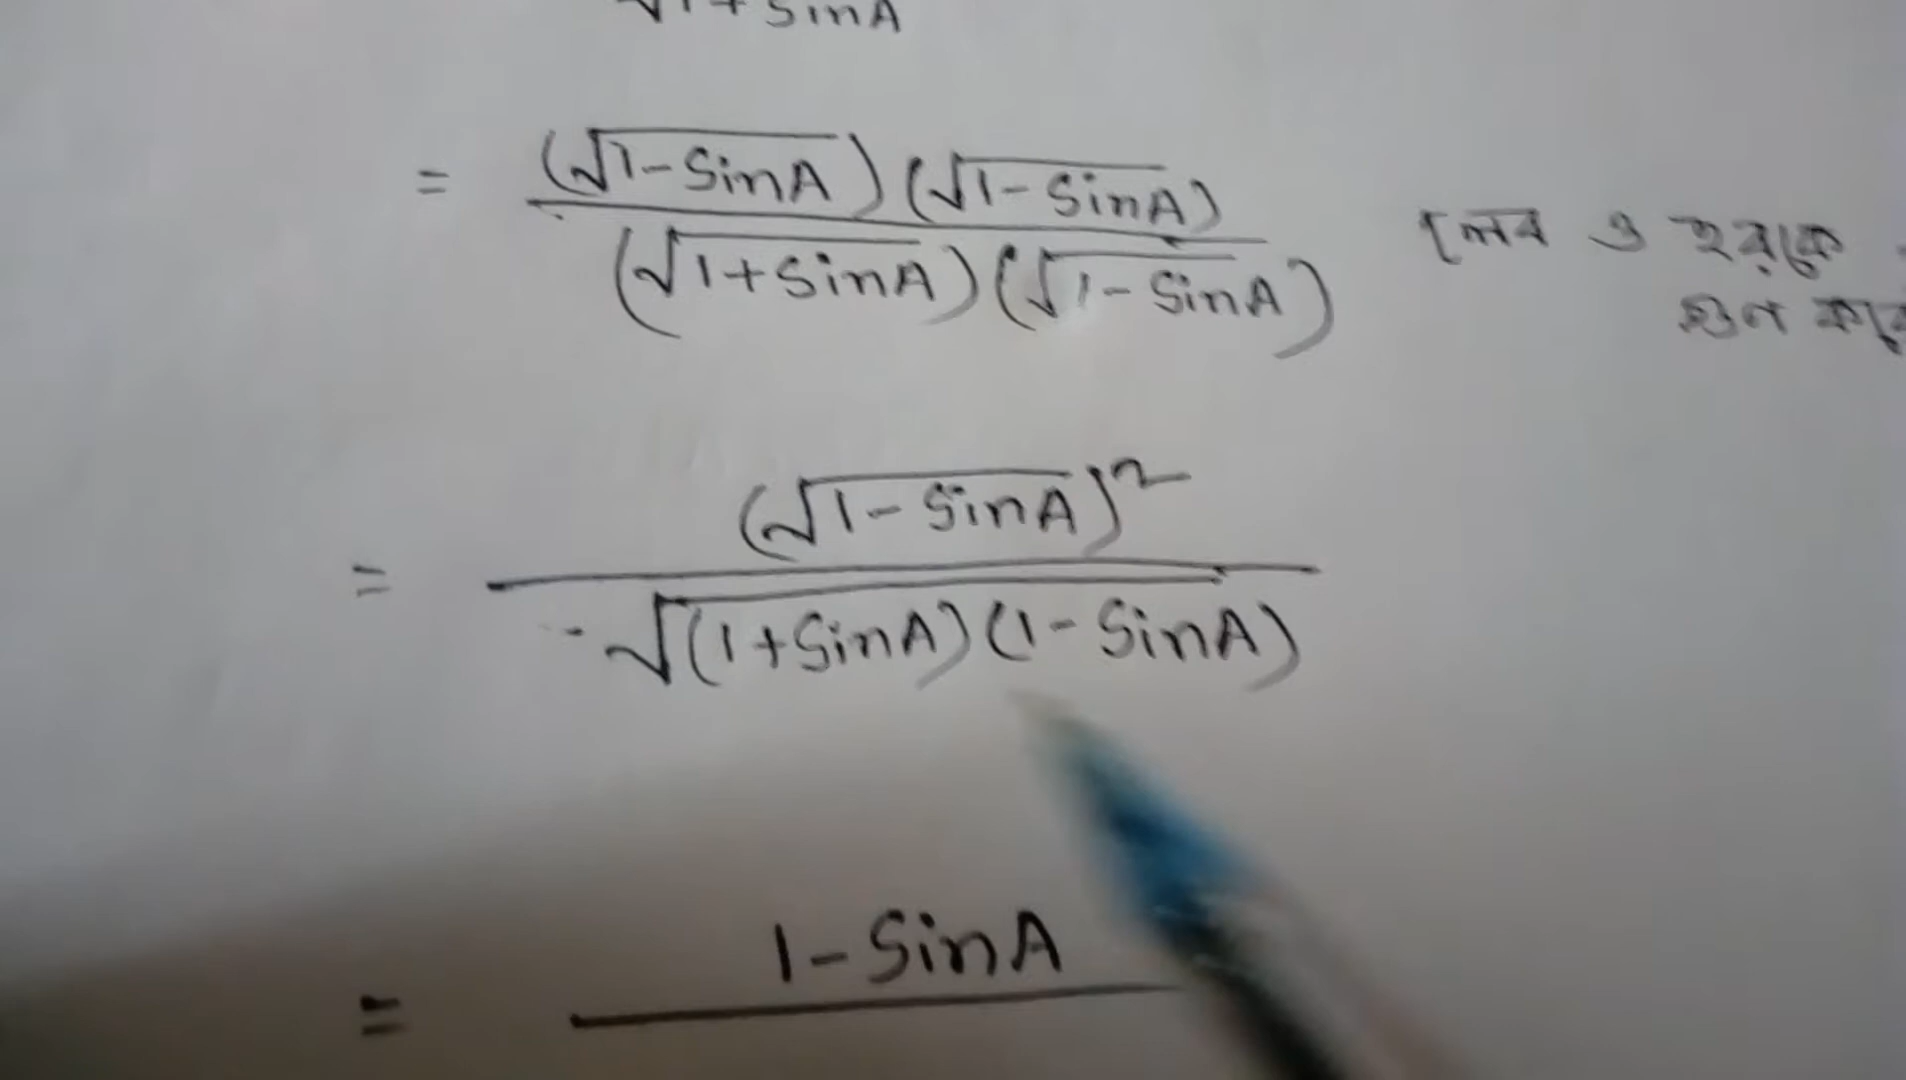 √1+SinA
= (√1-SinA)(√1-SinA) / (√1+SinA)(√1-SinA) [লব ও হরকে
গুন করে
= (√1-SinA)² / √(1+SinA)(1-SinA)
= 1-SinA